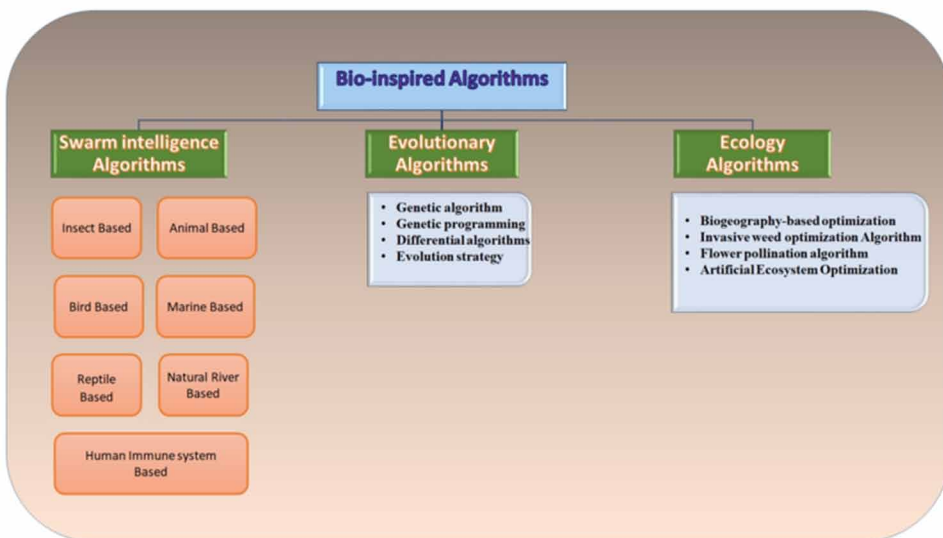 Bio-inspired Algorithms
Swarm intelligence
Algorithms
Insect Based
Animal Based
Bird Based
Marine Based
Reptile
Based
Natural River
Based
Human Immune system
Based
Evolutionary
Algorithms
• Genetic algorithm
• Genetic programming
• Differential algorithms
• Evolution strategy
Ecology
Algorithms
• Biogeography-based optimization
• Invasive weed optimization Algorithm
• Flower pollination algorithm
• Artificial Ecosystem Optimization